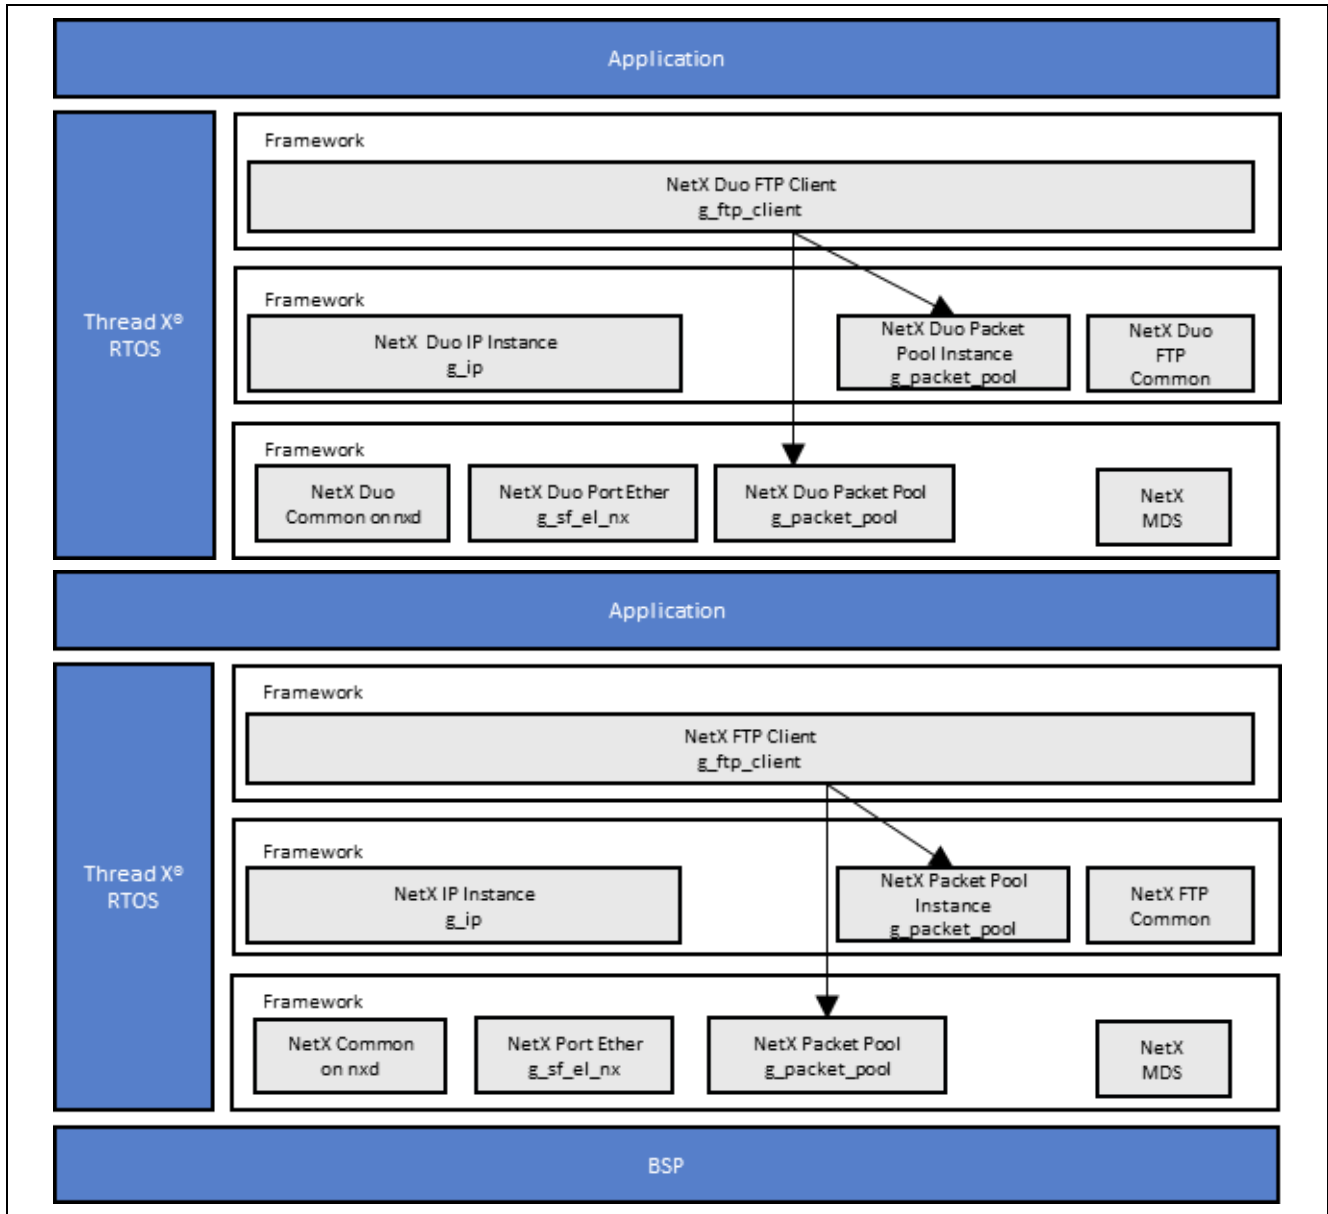 Application
Thread X®
RTOS
Framework
NetX Duo FTP Client
g_ftp_client
Framework
NetX Duo IP Instance
g_ip
NetX Duo Packet
Pool Instance
g_packet_pool
NetX Duo
FTP
Common
Framework
NetX Duo
Common on nxd
NetX Duo Port Ether
g_sf_el_nx
NetX Duo Packet Pool
g_packet_pool
NetX
MDS
Application
Thread X®
RTOS
Framework
NetX FTP Client
g_ftp_client
Framework
NetX IP Instance
g_ip
NetX Packet Pool
Instance
g_packet_pool
NetX FTP
Common
Framework
NetX Common
on nxd
NetX Port Ether
g_sf_el_nx
NetX Packet Pool
g_packet_pool
NetX
MDS
BSP